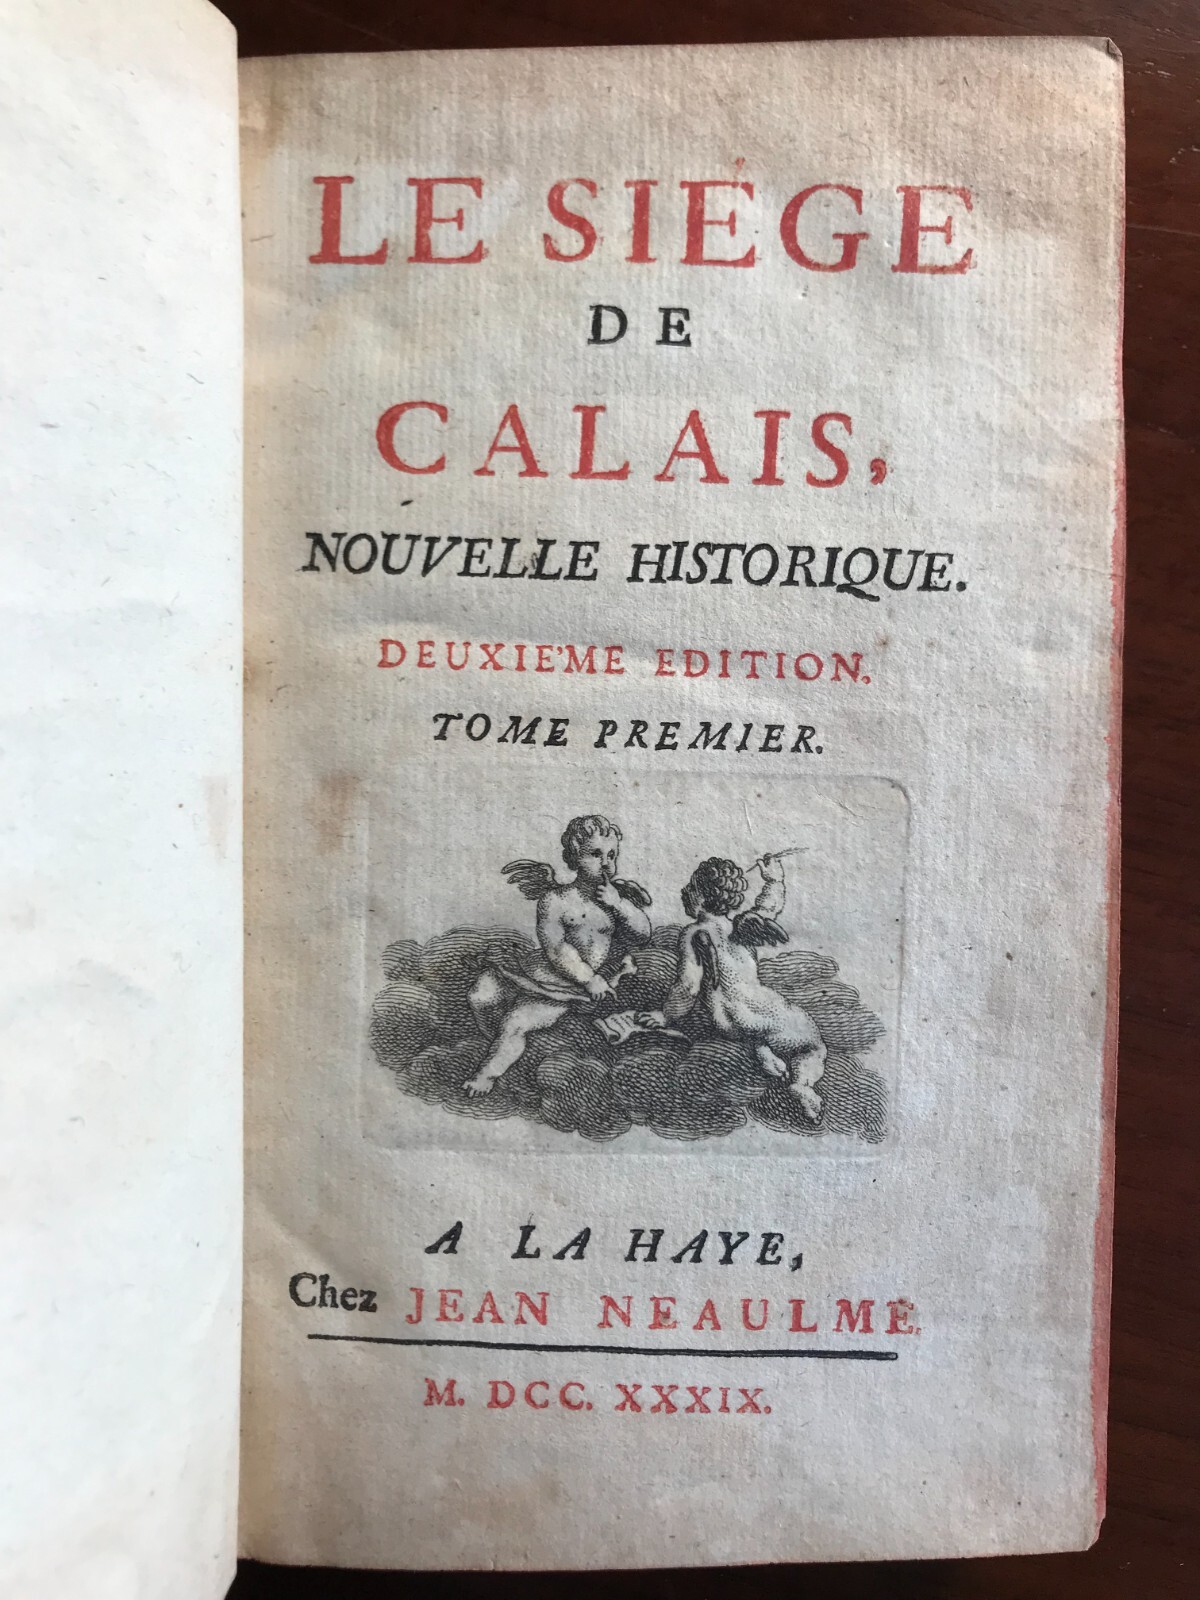 LE SIÉGE
DE
CALAIS,
NOUVELLE HISTORIQUE.
DEUXIE'ME EDITION.
TOME PREMIER.
A LA HAYE,
Chez JEAN NEAULME.
M. DCC. XXXIX.